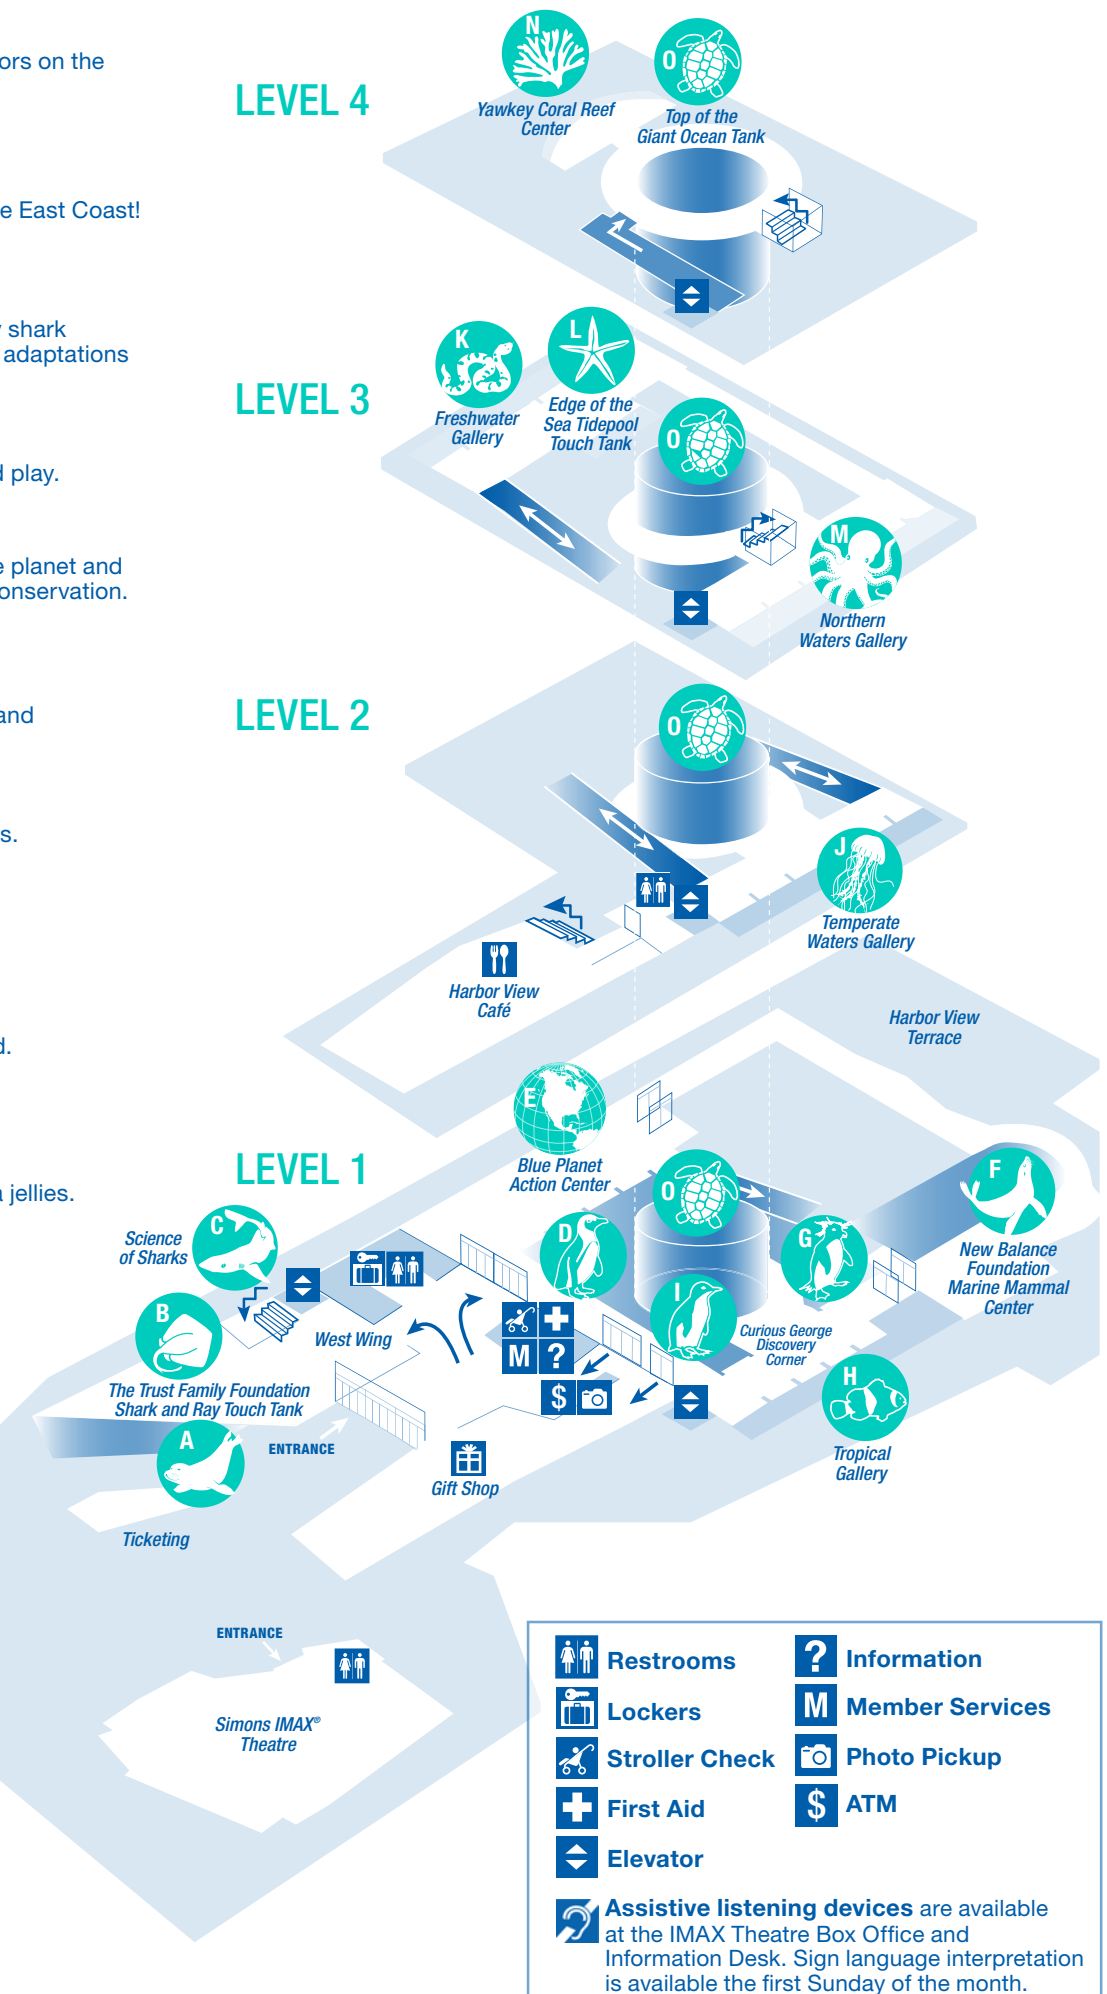 ors on the
e East Coast!
shark
adaptations
play.
e planet and
onservation.
and
s.
d.
jellies.
LEVEL 4
N
Yawkey Coral Reef
Center
O
Top of the
Giant Ocean Tank
LEVEL 3
K
Freshwater
Gallery
L
Edge of the
Sea Tidepool
Touch Tank
O
M
Northern
Waters Gallery
LEVEL 2
O
J
Temperate
Waters Gallery
Harbor View
Café
Harbor View
Terrace
LEVEL 1
E
Blue Planet
Action Center
O
F
New Balance
Foundation
Marine Mammal
Center
C
Science
of Sharks
D
G
I
Curious George
Discovery
Corner
B
The Trust Family Foundation
Shark and Ray Touch Tank
West Wing
M ?
$
H
Tropical
Gallery
A
ENTRANCE
Gift Shop
Ticketing
ENTRANCE
Simons IMAX®
Theatre
Restrooms
Lockers
Stroller Check
First Aid
Elevator
? Information
M Member Services
Photo Pickup
$ ATM
Assistive listening devices are available
at the IMAX Theatre Box Office and
Information Desk. Sign language interpretation
is available the first Sunday of the month.